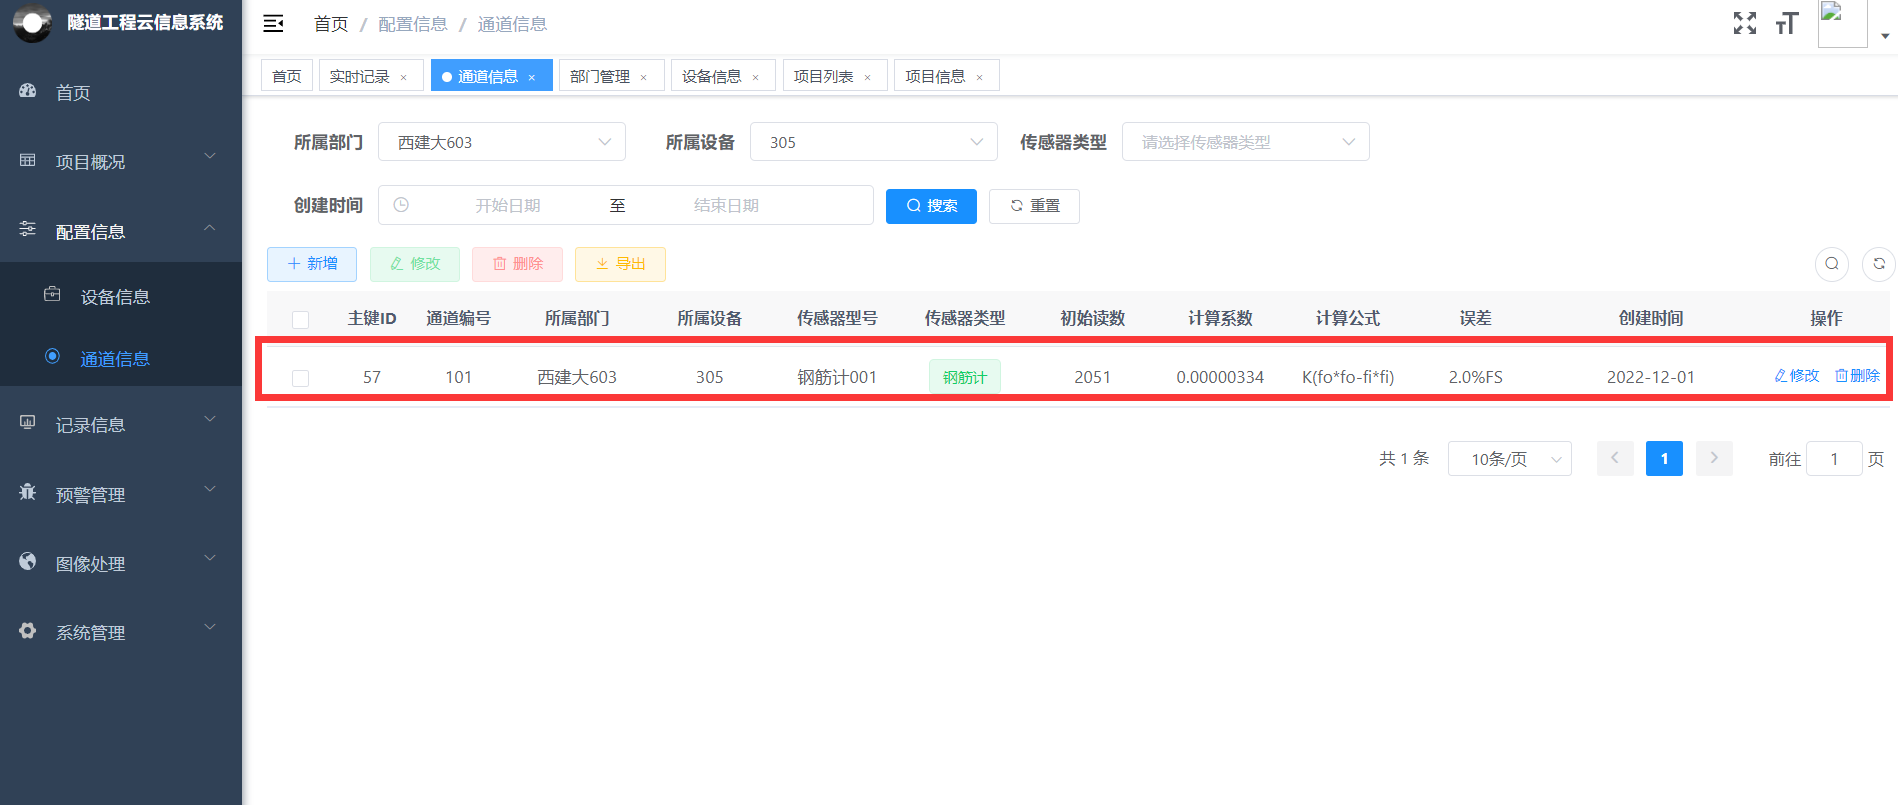 隧道工程云信息系统
首页 / 配置信息 / 通道信息
首页 实时记录 × 通道信息 × 部门管理 × 设备信息 × 项目列表 × 项目信息 ×
首页
项目概况
配置信息
设备信息
通道信息
记录信息
预警管理
图像处理
系统管理
所属部门 西建大603 所属设备 305 传感器类型 请选择传感器类型
创建时间 开始日期 至 结束日期 搜索 重置
新增 修改 删除 导出
主键ID 通道编号 所属部门 所属设备 传感器型号 传感器类型 初始读数 计算系数 计算公式 误差 创建时间 操作
57 101 西建大603 305 钢筋计001 钢筋计 2051 0.00000334 K(fo*fo-fi*fi) 2.0%FS 2022-12-01 修改 删除
共 1 条 10条/页 1 前往 1 页